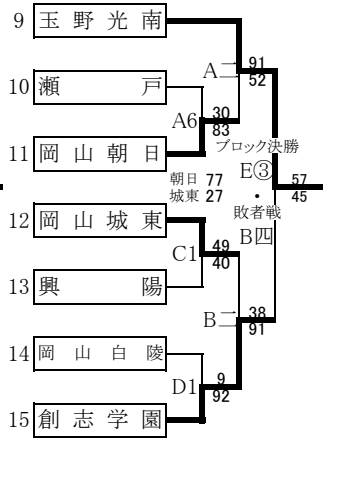 9 玉野光南
A二 91
52
10 瀬戸
A6 30
83
11 岡山朝日
ブロック決勝
E③ 57
・ 45
敗者戦
B四
朝日 77
城東 27
12 岡山城東
C1 49
40
13 興陽
B二 38
91
14 岡山白陵
D1 9
92
15 創志学園